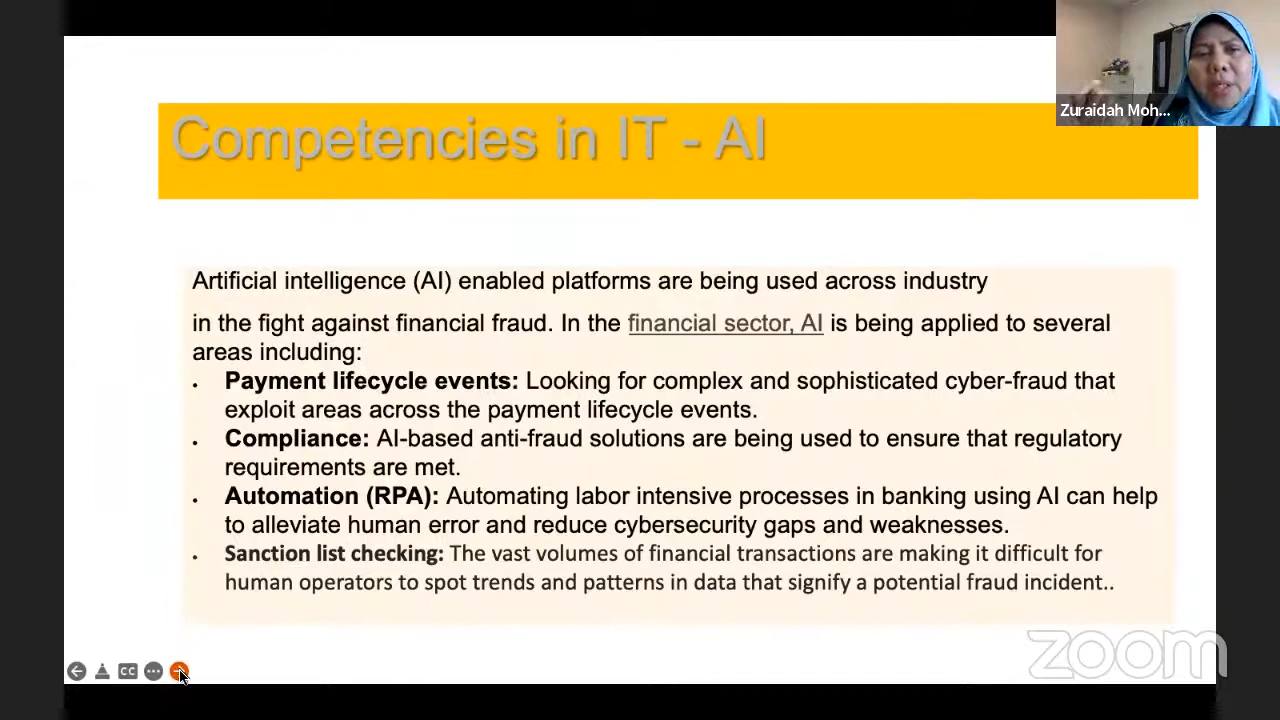 Zuraidah Moh...
Competencies in IT - AI
Artificial intelligence (AI) enabled platforms are being used across industry
in the fight against financial fraud. In the financial sector, AI is being applied to several
areas including:
• Payment lifecycle events: Looking for complex and sophisticated cyber-fraud that
exploit areas across the payment lifecycle events.
• Compliance: AI-based anti-fraud solutions are being used to ensure that regulatory
requirements are met.
• Automation (RPA): Automating labor intensive processes in banking using AI can help
to alleviate human error and reduce cybersecurity gaps and weaknesses.
• Sanction list checking: The vast volumes of financial transactions are making it difficult for
human operators to spot trends and patterns in data that signify a potential fraud incident..
CC
zoom